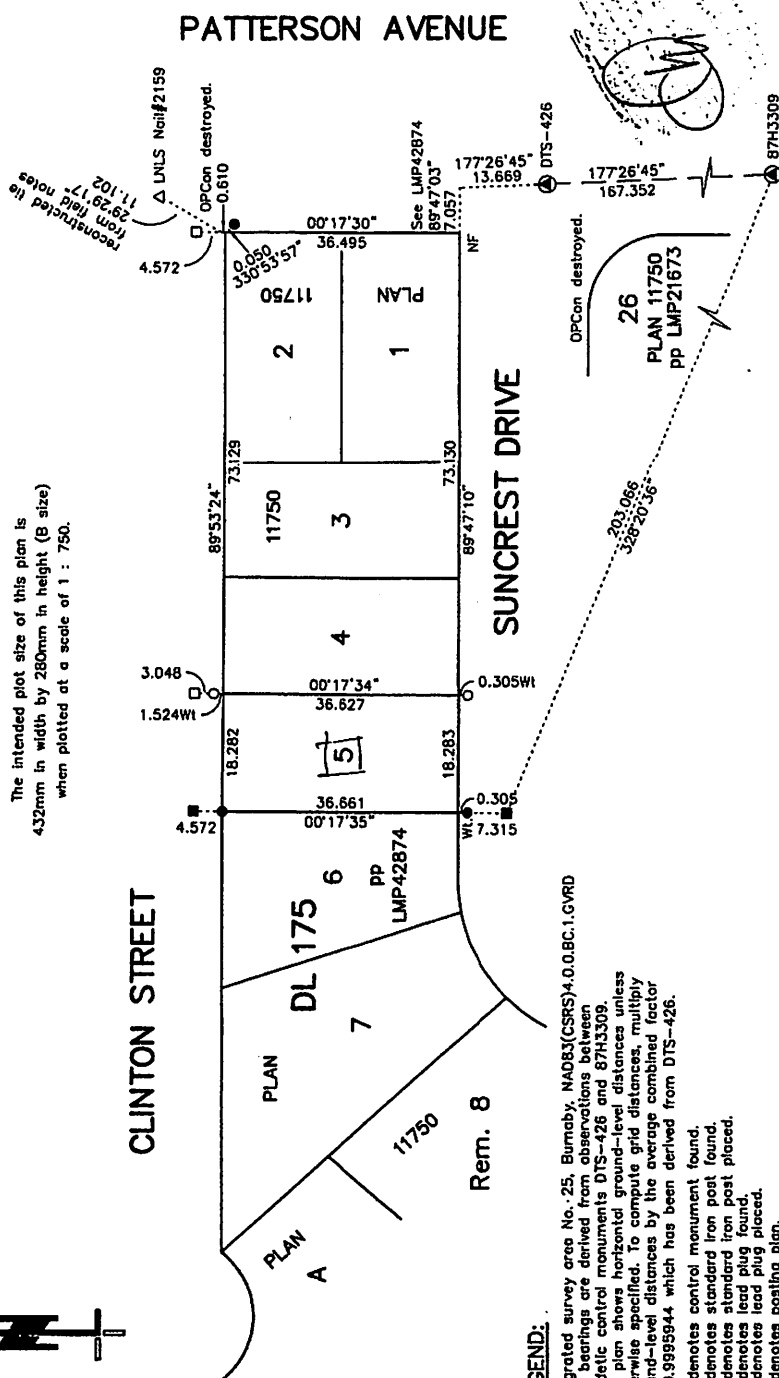 PATTERSON AVENUE
The intended plot size of this plan is
432mm in width by 280mm in height (B size)
when plotted at a scale of 1 : 750.
reconstructed tie
from field notes
29°29'17"
11.102
LNLS Nail#2159
OPCon destroyed.
0.610
4.572
0.050
330°53'57"
00°17'30"
36.495
See LMP42874
89°47'03"
7.057
NF
177°26'45"
13.669
DTS-426
177°26'45"
167.352
87H3309
OPCon destroyed.
26
PLAN 11750
pp LMP21673
203.066
328°20'36"
11750
2
PLAN
1
89°53'24"
73.129
73.130
89°47'10"
11750
3
4
SUNCREST DRIVE
3.048
1.524Wt
00°17'34"
36.627
0.305Wt
18.282
5
18.283
4.572
36.661
00°17'35"
0.305
Wt.
7.315
CLINTON STREET
DL 175
6
pp
LMP42874
7
PLAN
11750
Rem. 8
PLAN
A
GEND:
grated survey area No. 25, Burnaby, NAD83(CSRS)4.0.0.BC.1.GVRD
bearings are derived from observations between
detic control monuments DTS-426 and 87H3309.
plan shows horizontal ground-level distances unless
rwise specified. To compute grid distances, multiply
und-level distances by the average combined factor
.9995944 which has been derived from DTS-426.
denotes control monument found.
denotes standard iron post found.
denotes standard iron post placed.
denotes lead plug found.
denotes lead plug placed.
denotes posting plan.